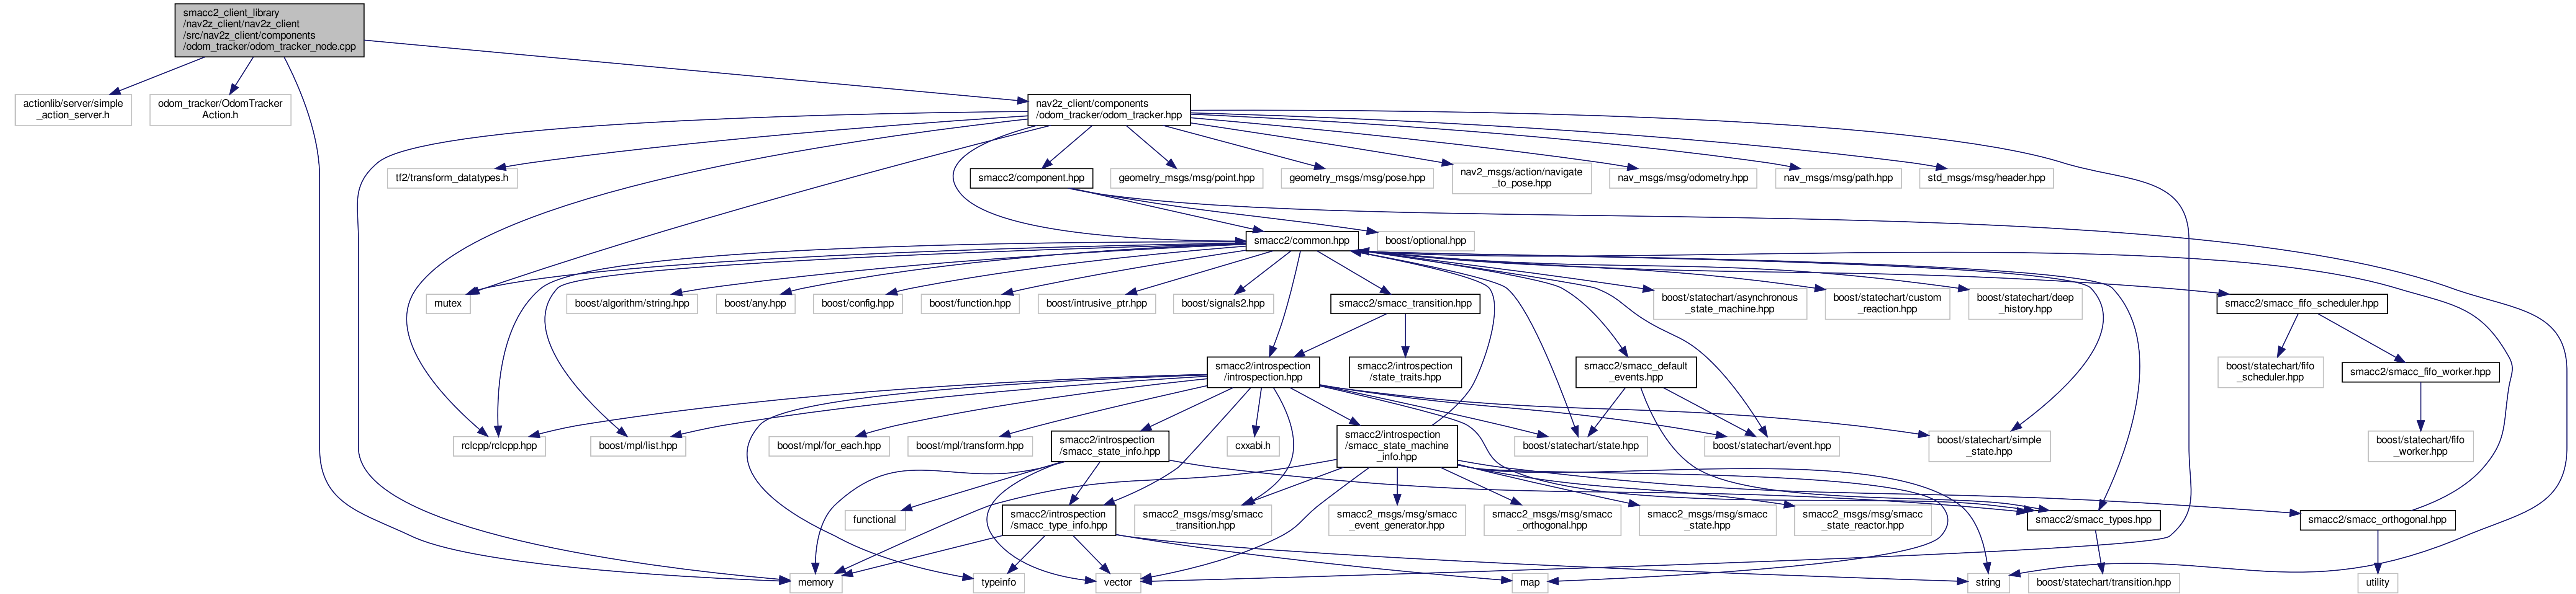 smacc2_client_library
/nav2z_client/nav2z_client
/src/nav2z_client/components
/odom_tracker/odom_tracker_node.cpp
actionlib/server/simple
_action_server.h
odom_tracker/OdomTracker
Action.h
nav2z_client/components
/odom_tracker/odom_tracker.hpp
tf2/transform_datatypes.h
smacc2/component.hpp
geometry_msgs/msg/point.hpp
geometry_msgs/msg/pose.hpp
nav2_msgs/action/navigate
_to_pose.hpp
nav_msgs/msg/odometry.hpp
nav_msgs/msg/path.hpp
std_msgs/msg/header.hpp
smacc2/common.hpp
boost/optional.hpp
mutex
boost/algorithm/string.hpp
boost/any.hpp
boost/config.hpp
boost/function.hpp
boost/intrusive_ptr.hpp
boost/signals2.hpp
smacc2/smacc_transition.hpp
boost/statechart/asynchronous
_state_machine.hpp
boost/statechart/custom
_reaction.hpp
boost/statechart/deep
_history.hpp
smacc2/smacc_fifo_scheduler.hpp
smacc2/introspection
/introspection.hpp
smacc2/introspection
/state_traits.hpp
smacc2/smacc_default
_events.hpp
boost/statechart/fifo
_scheduler.hpp
smacc2/smacc_fifo_worker.hpp
rclcpp/rclcpp.hpp
boost/mpl/list.hpp
boost/mpl/for_each.hpp
boost/mpl/transform.hpp
smacc2/introspection
/smacc_state_info.hpp
cxxabi.h
smacc2/introspection
/smacc_state_machine
_info.hpp
boost/statechart/state.hpp
boost/statechart/event.hpp
boost/statechart/simple
_state.hpp
boost/statechart/fifo
_worker.hpp
functional
smacc2/introspection
/smacc_type_info.hpp
smacc2_msgs/msg/smacc
_transition.hpp
smacc2_msgs/msg/smacc
_event_generator.hpp
smacc2_msgs/msg/smacc
_orthogonal.hpp
smacc2_msgs/msg/smacc
_state.hpp
smacc2_msgs/msg/smacc
_state_reactor.hpp
smacc2/smacc_types.hpp
smacc2/smacc_orthogonal.hpp
memory
typeinfo
vector
map
string
boost/statechart/transition.hpp
utility